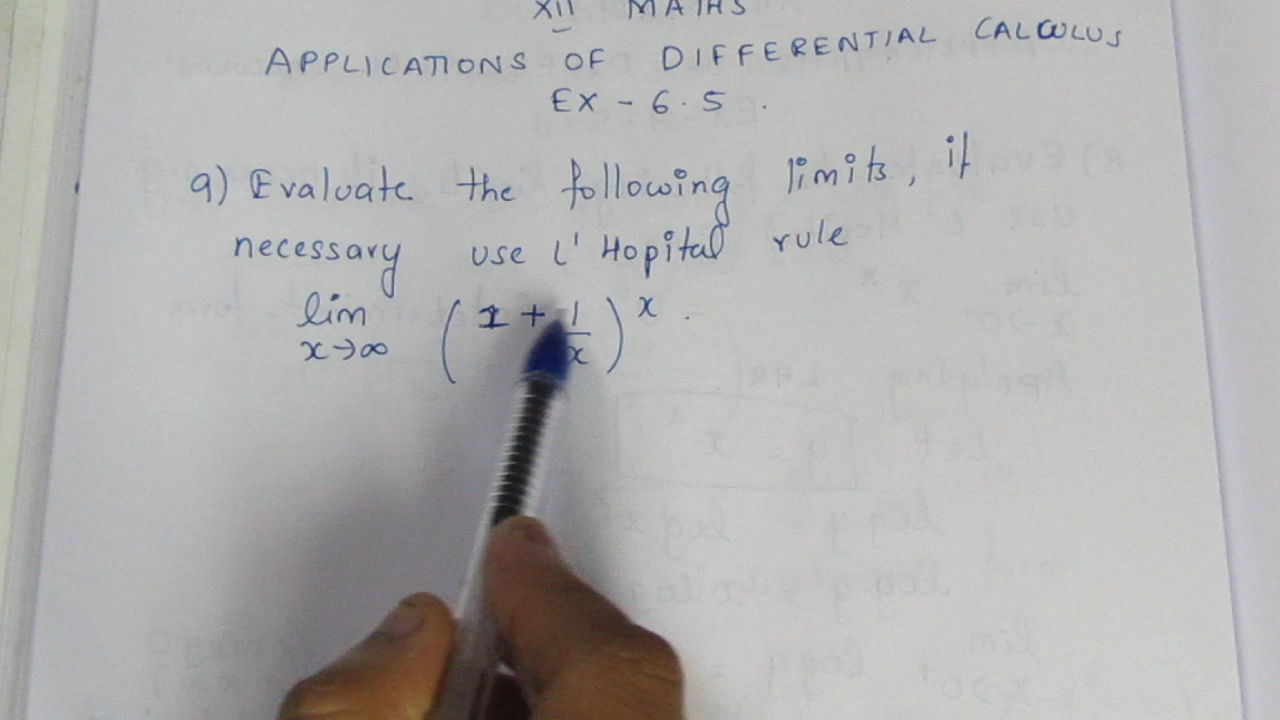 XII MATHS
APPLICATIONS OF DIFFERENTIAL CALCULUS
EX - 6.5 .
9) Evaluate the following limits, if
necessary use l' Hopital rule
lim x→∞ (1 + 1/x)^x .